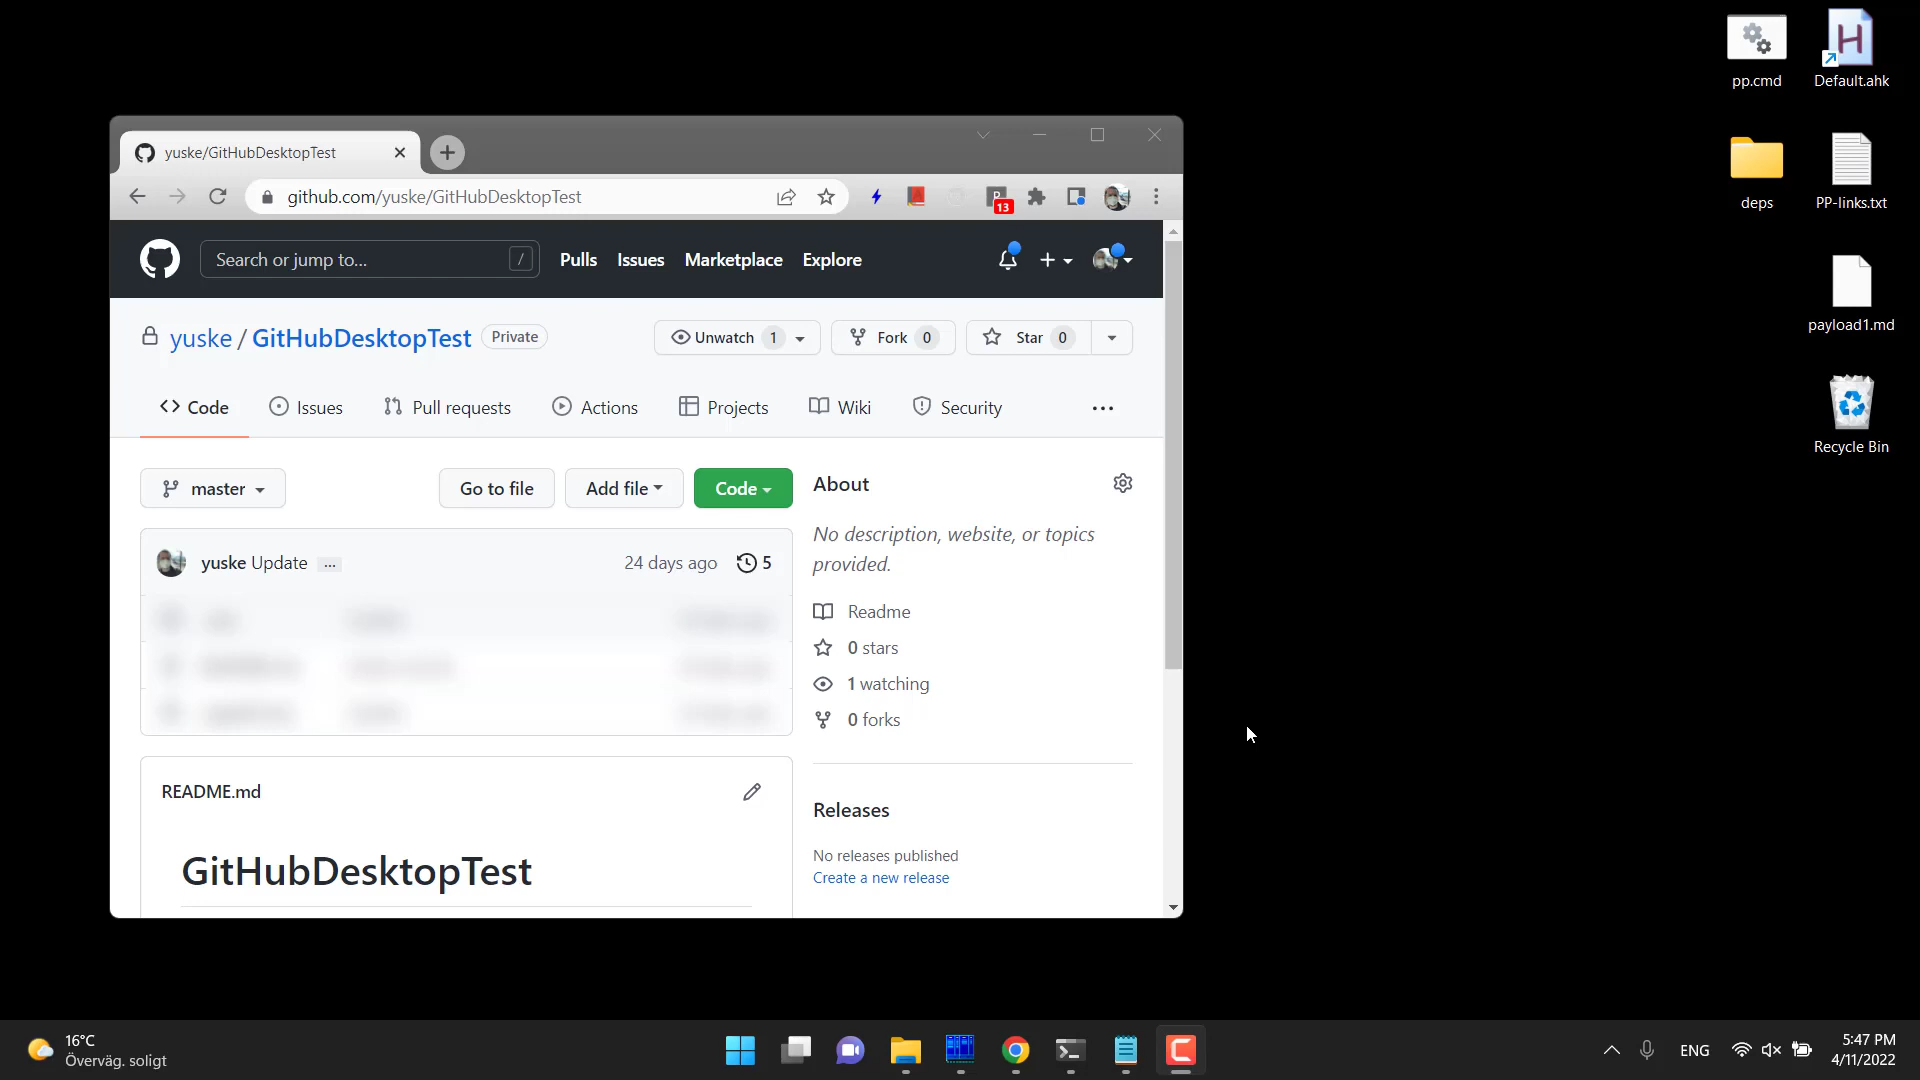 yuske/GitHubDesktopTest
github.com/yuske/GitHubDesktopTest
13
Search or jump to...
/
Pulls
Issues
Marketplace
Explore
yuske / GitHubDesktopTest
Private
Unwatch 1
Fork 0
Star 0
Code
Issues
Pull requests
Actions
Projects
Wiki
Security
master
Go to file
Add file
Code
yuske Update ...
24 days ago
5
README.md
GitHubDesktopTest
About
No description, website, or topics
provided.
Readme
0 stars
1 watching
0 forks
Releases
No releases published
Create a new release
pp.cmd
Default.ahk
deps
PP-links.txt
payload1.md
Recycle Bin
16°C
Överväg. soligt
ENG
5:47 PM
4/11/2022